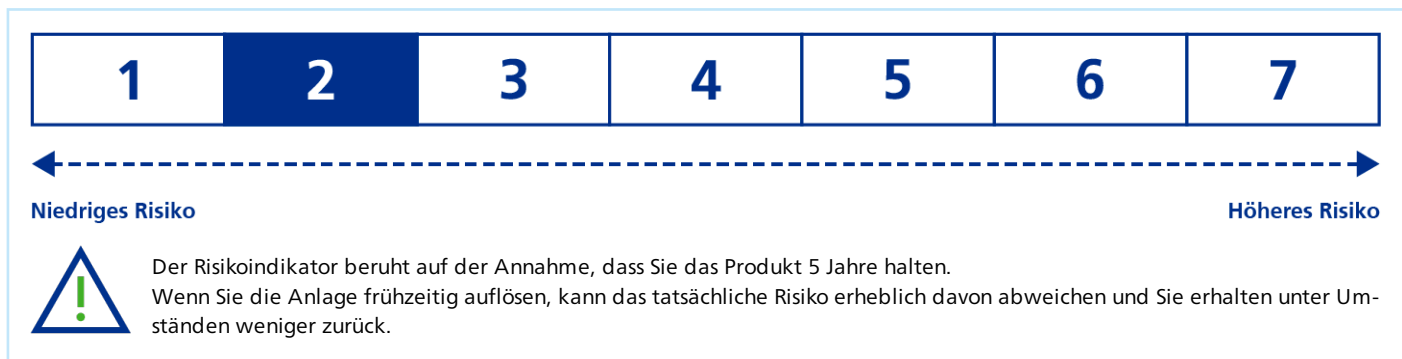 1 2 3 4 5 6 7
Niedriges Risiko Höheres Risiko
Der Risikoindikator beruht auf der Annahme, dass Sie das Produkt 5 Jahre halten.
Wenn Sie die Anlage frühzeitig auflösen, kann das tatsächliche Risiko erheblich davon abweichen und Sie erhalten unter Um-
ständen weniger zurück.